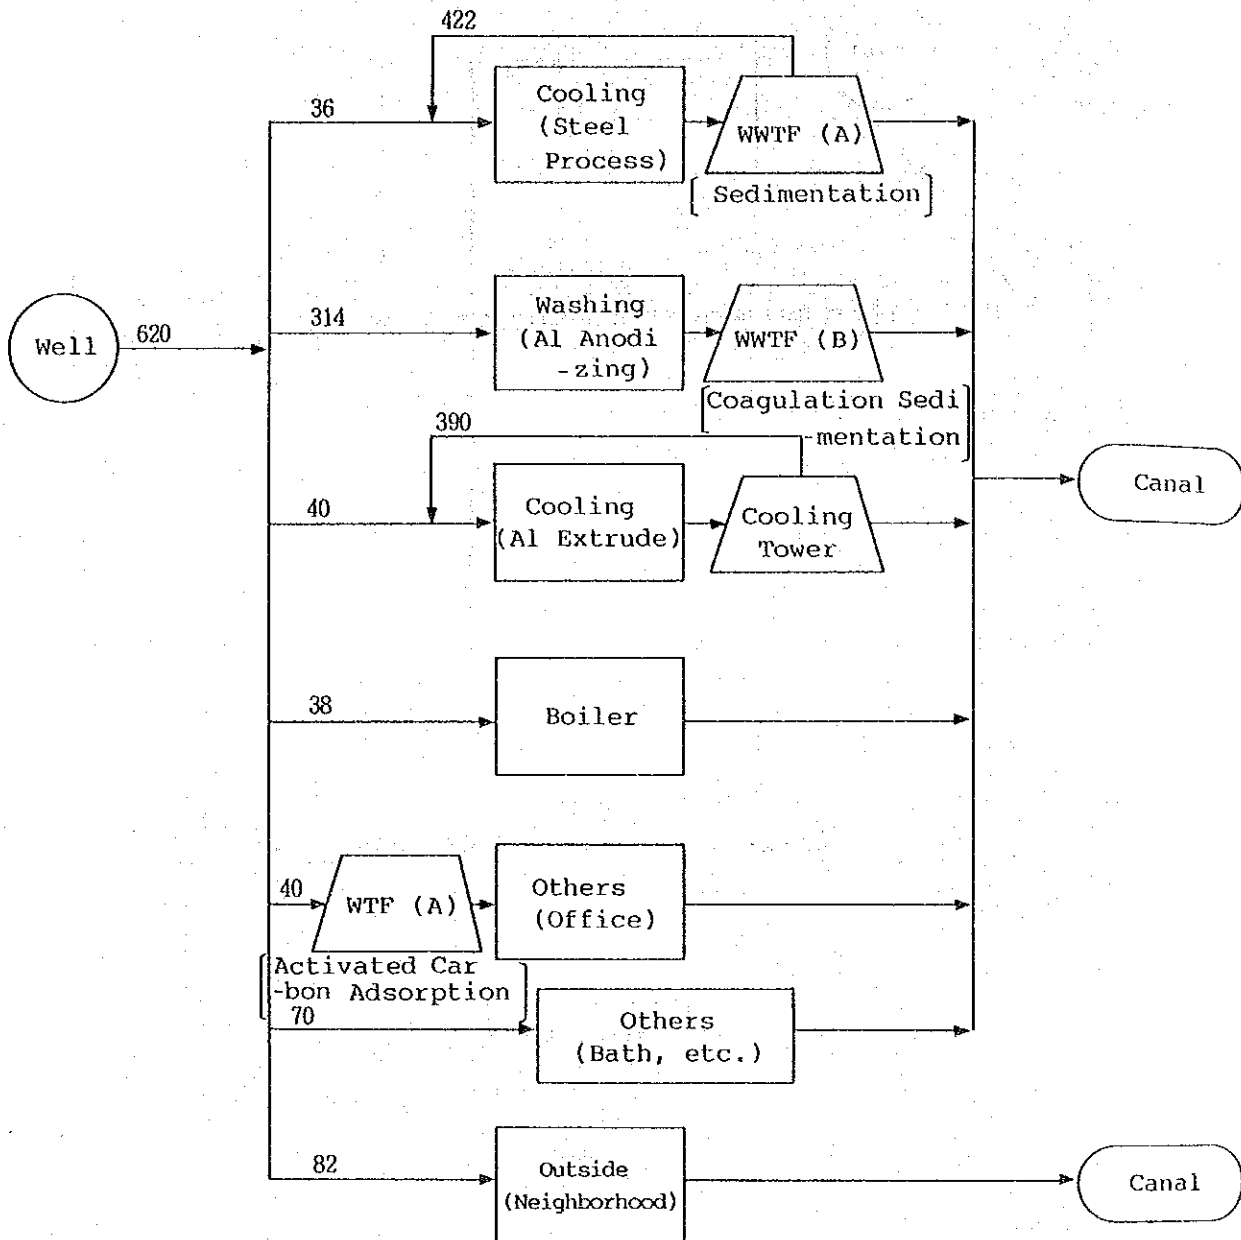 422
36
Cooling
(Steel
Process)
WWTF (A)
[ Sedimentation ]
Well
620
314
Washing
(Al Anodi
-zing)
WWTF (B)
[Coagulation Sedi
-mentation]
390
40
Cooling
(Al Extrude)
Cooling
Tower
Canal
38
Boiler
40
WTF (A)
Others
(Office)
[Activated Car
-bon Adsorption]
70
Others
(Bath, etc.)
82
Outside
(Neighborhood)
Canal